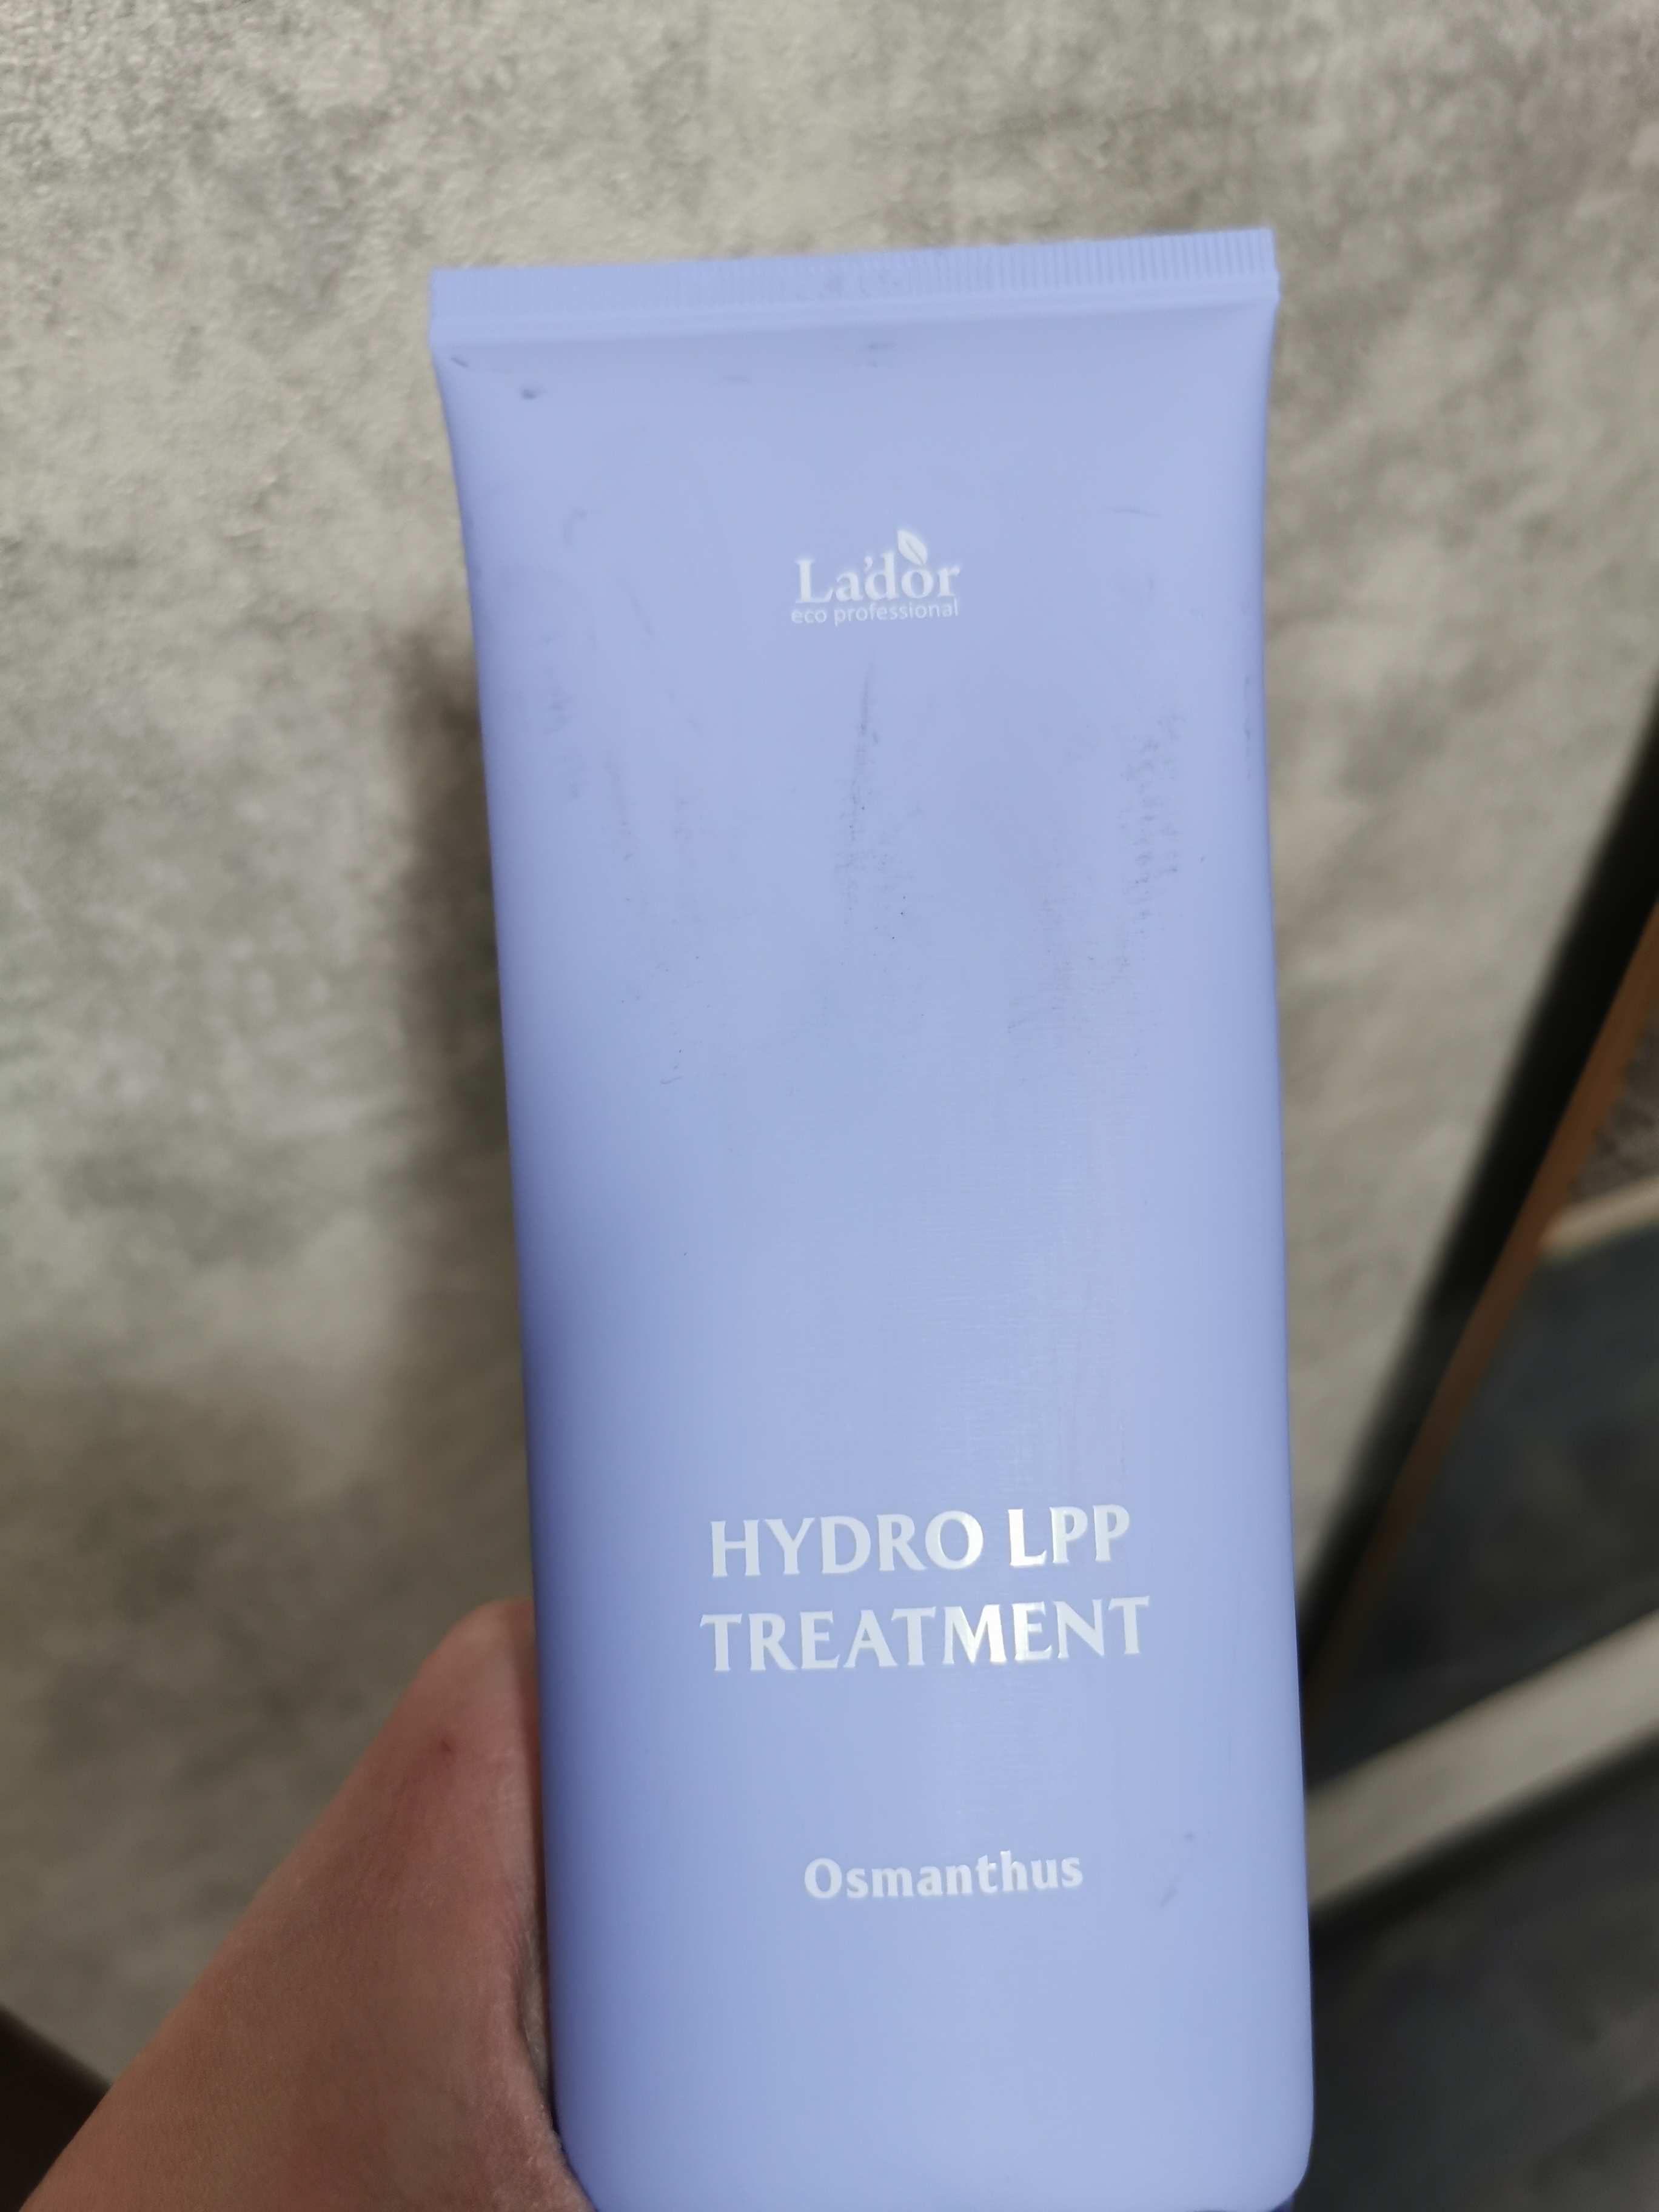 La'dor
eco professional
HYDRO LPP
TREATMENT
Osmanthus